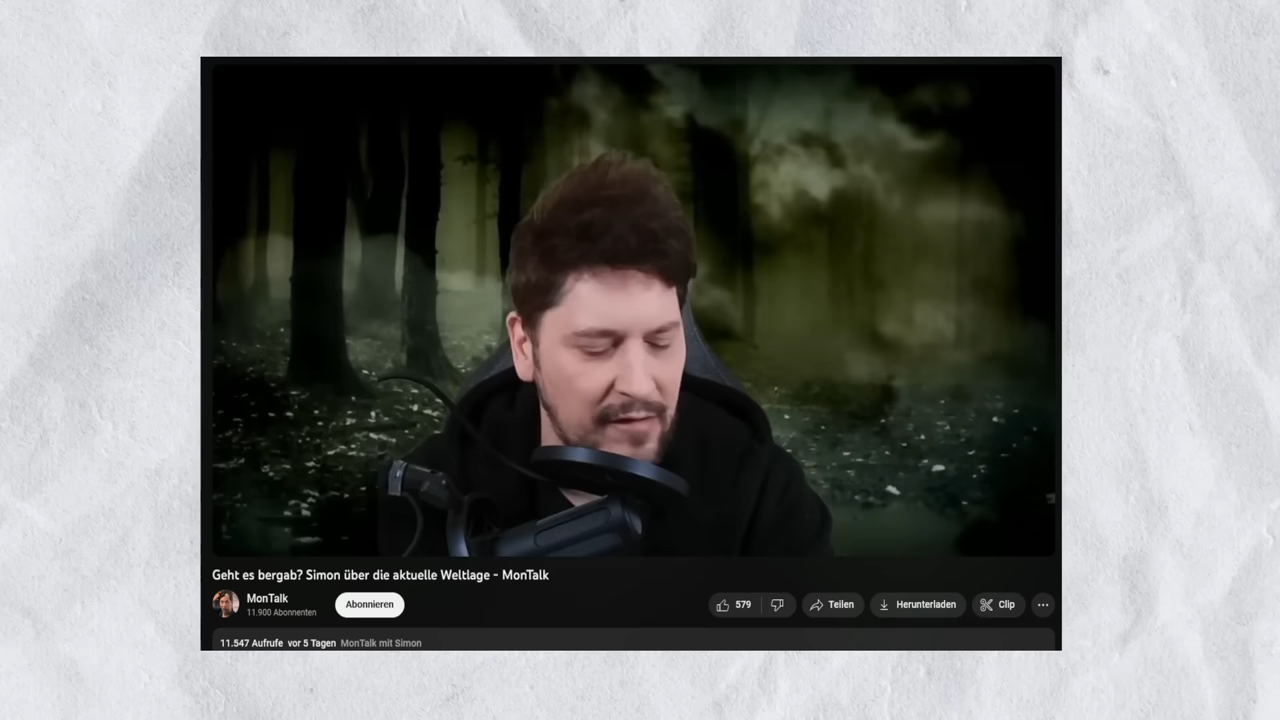 Geht es bergab? Simon über die aktuelle Weltlage - MonTalk
MonTalk
11.900 Abonnenten
Abonnieren
579
Teilen
Herunterladen
Clip
11.547 Aufrufe vor 5 Tagen MonTalk mit Simon